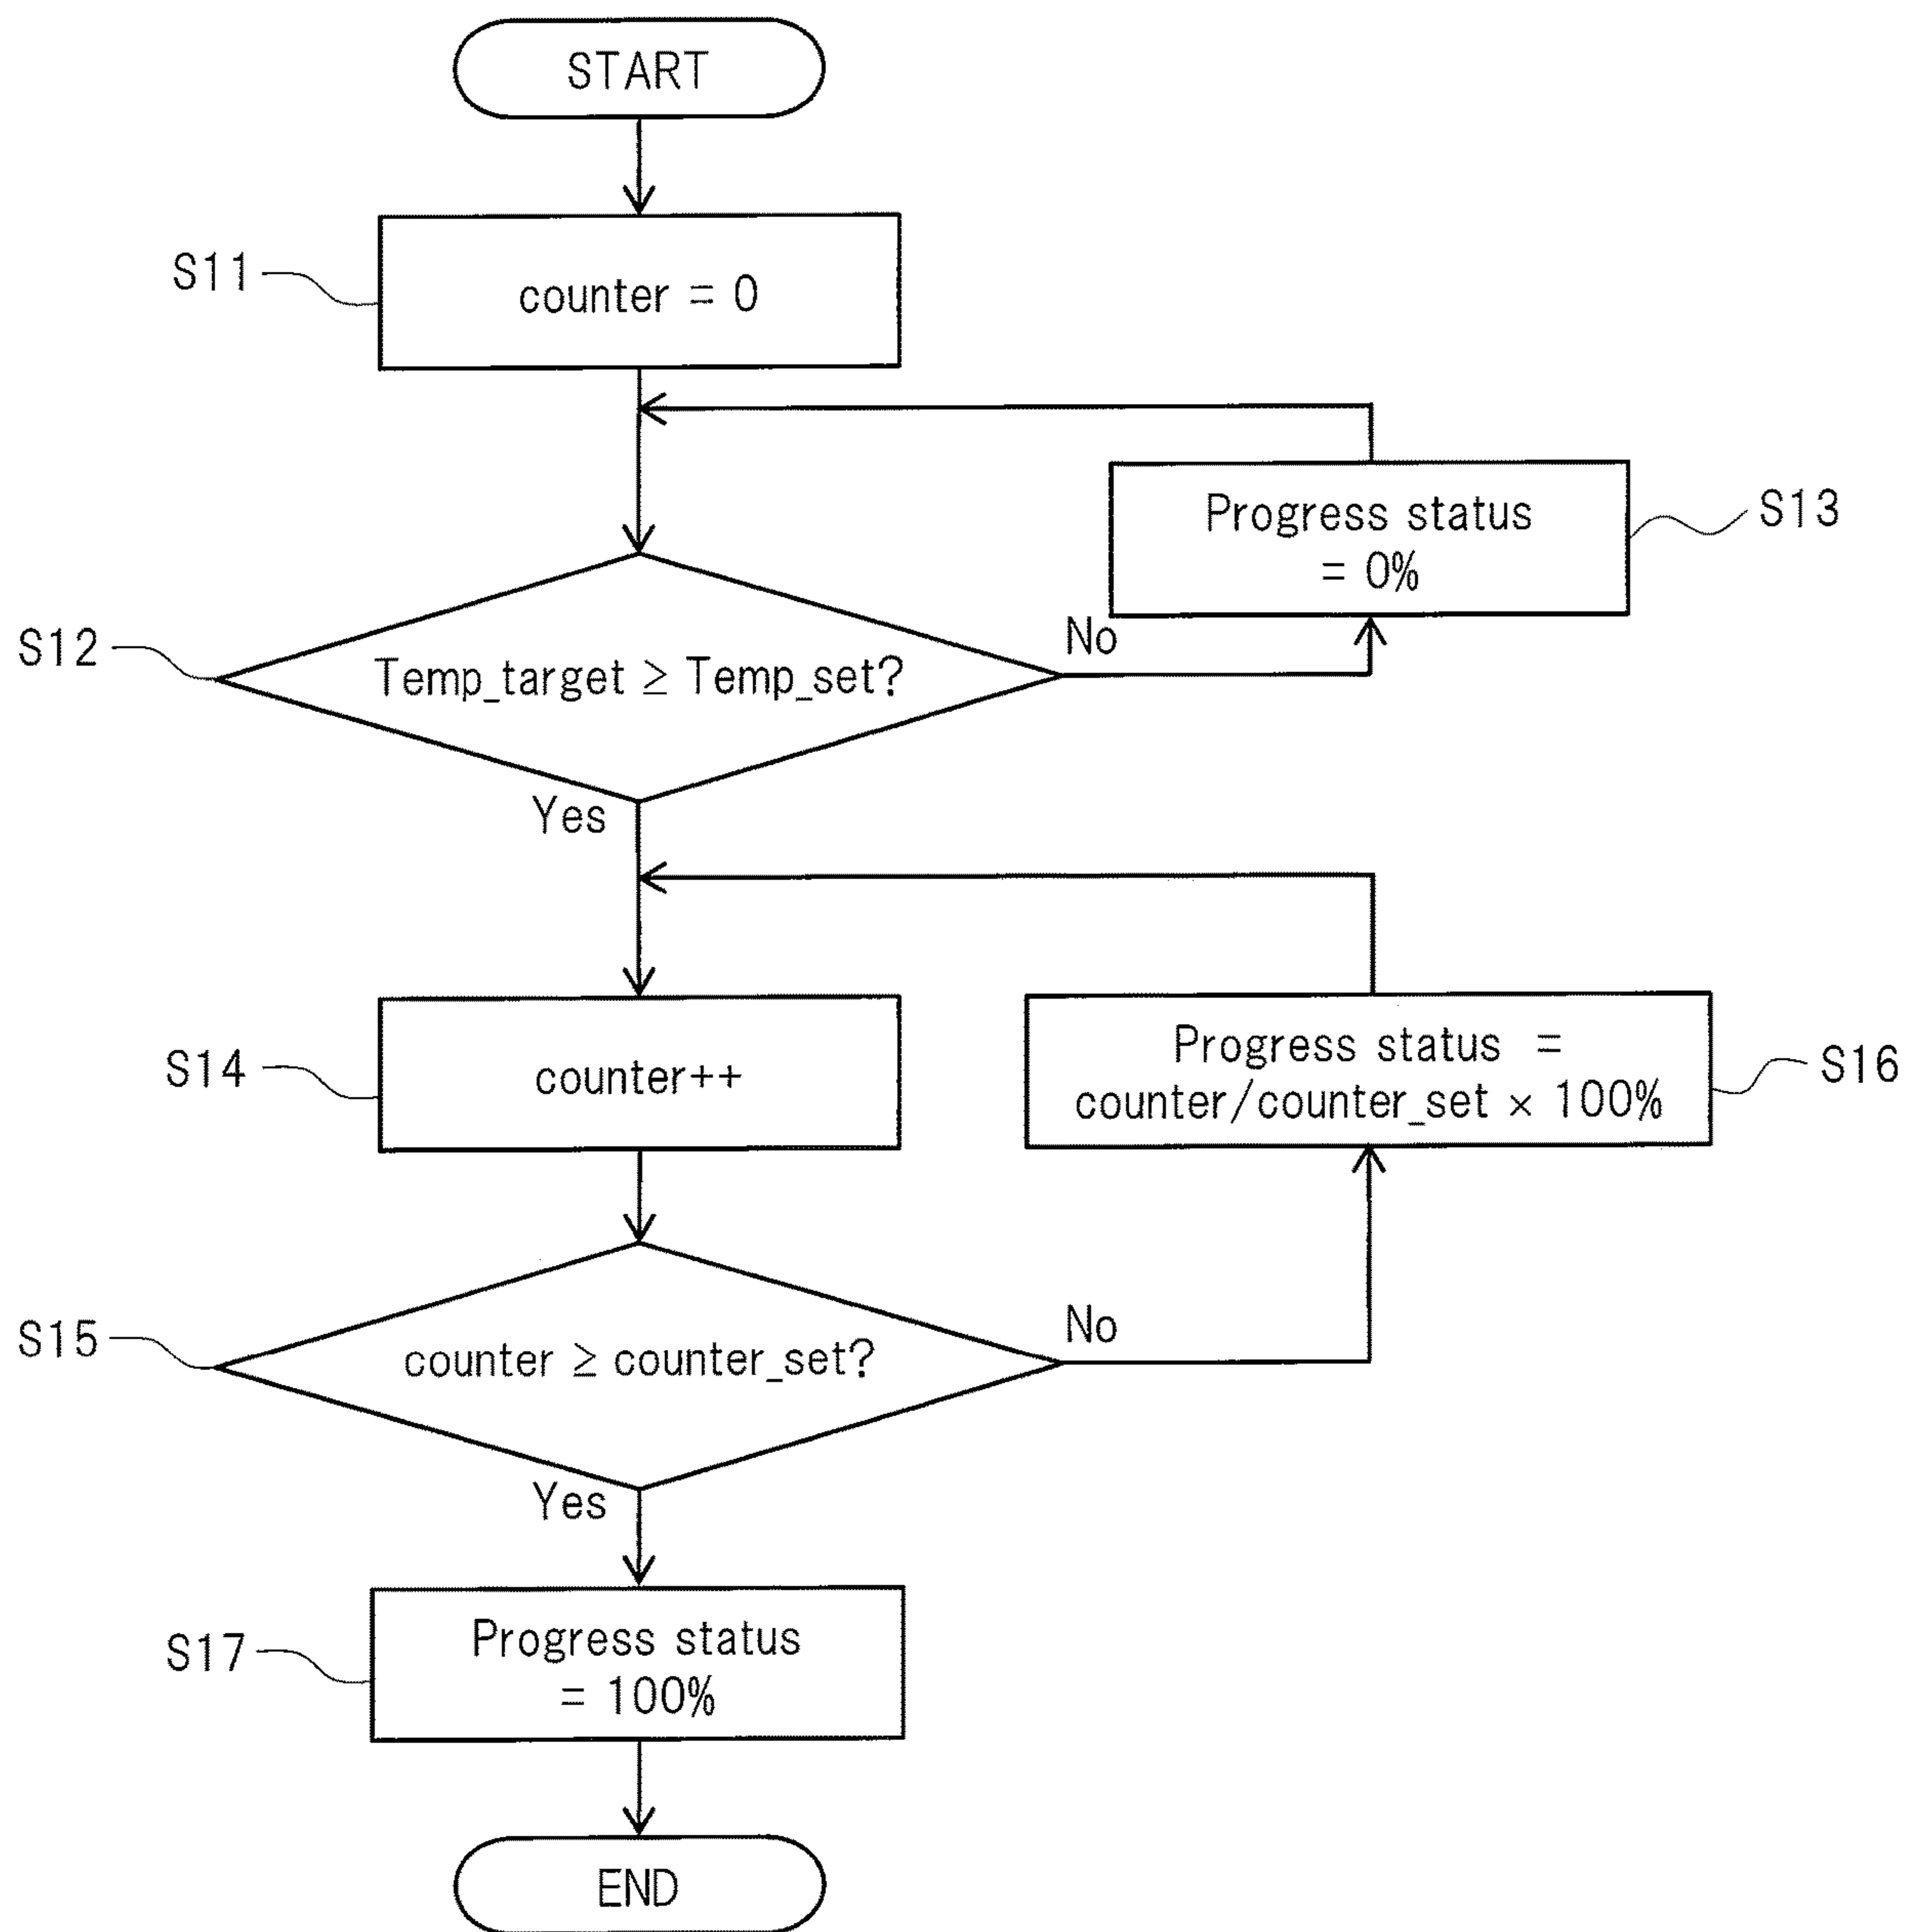 START
S11
counter = 0
Progress status
= 0%
S13
S12
Temp_target ≥ Temp_set?
No
Yes
S14
counter++
Progress status =
counter/counter_set × 100%
S16
S15
counter ≥ counter_set?
No
Yes
S17
Progress status
= 100%
END